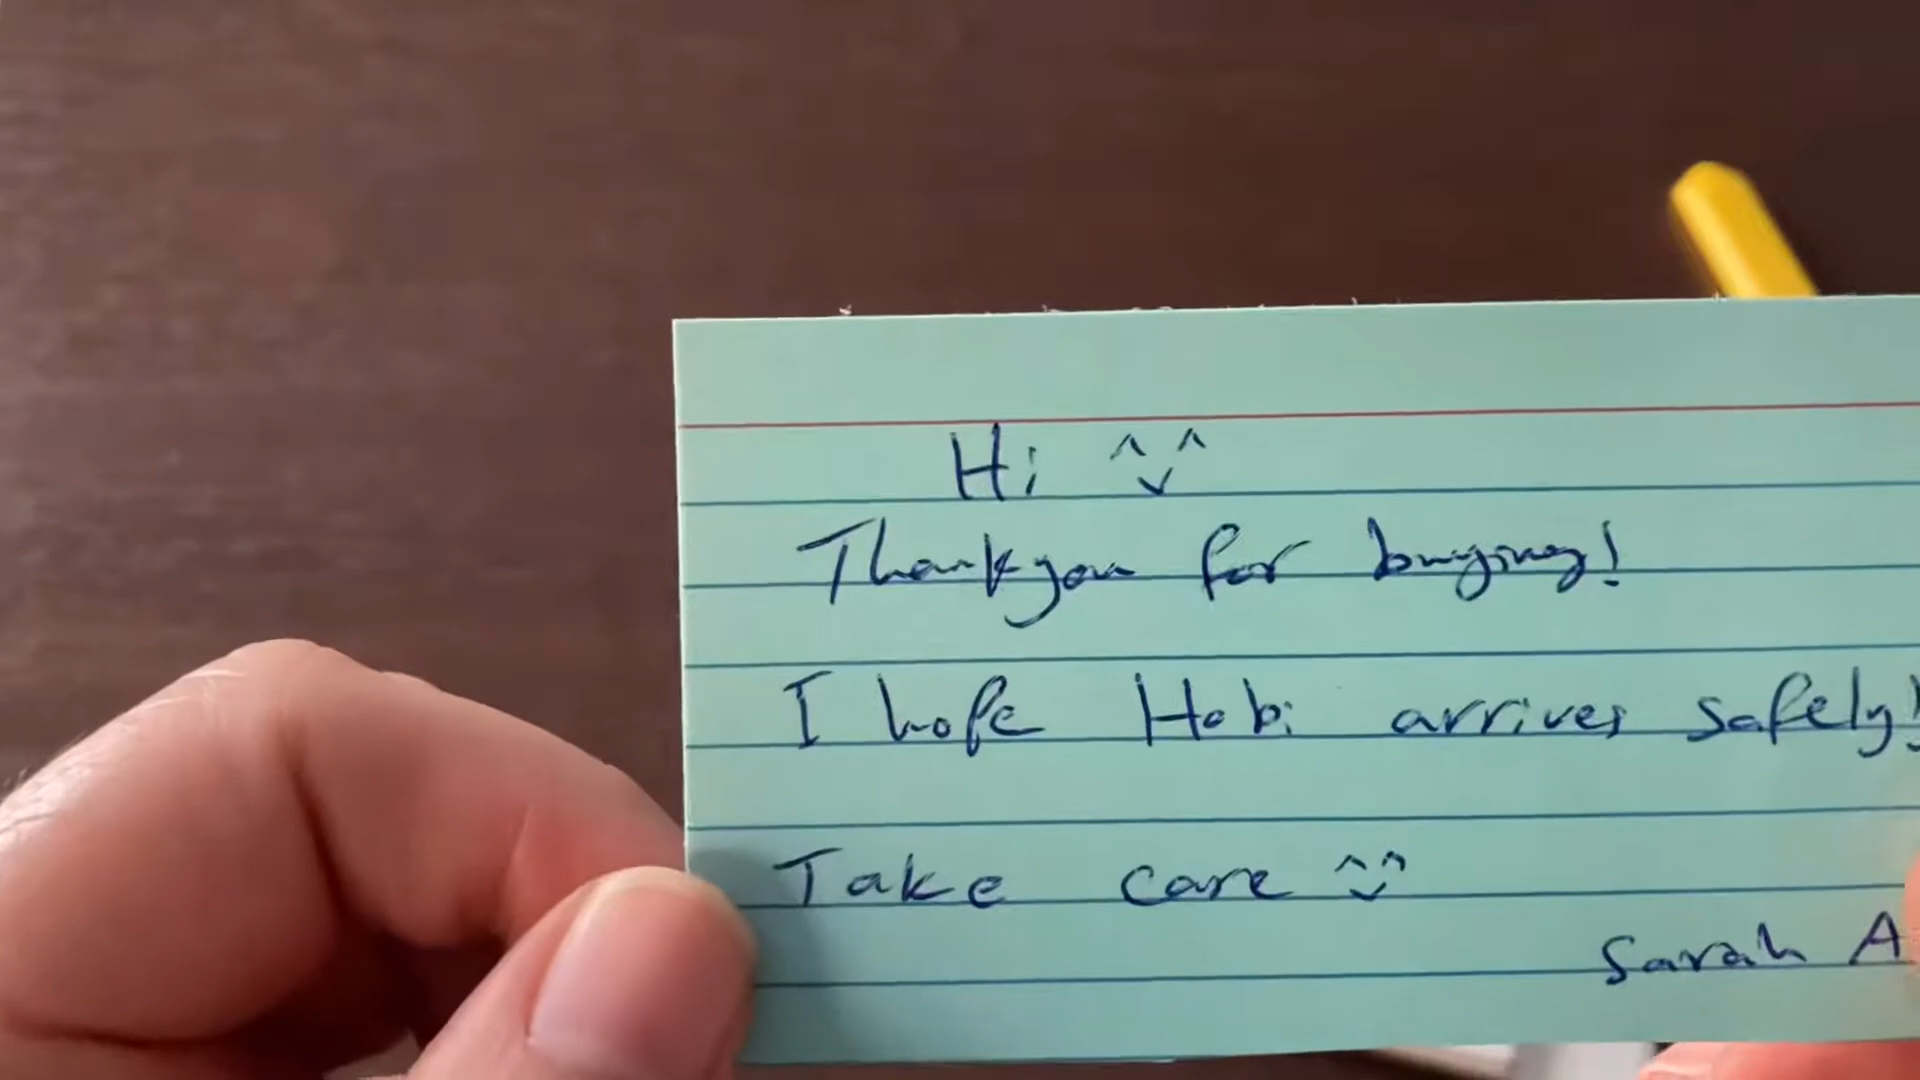 Hi ^v^
Thankyou for buying!
I hope Hobi arrives safely!
Take care ^v^
Sarah A